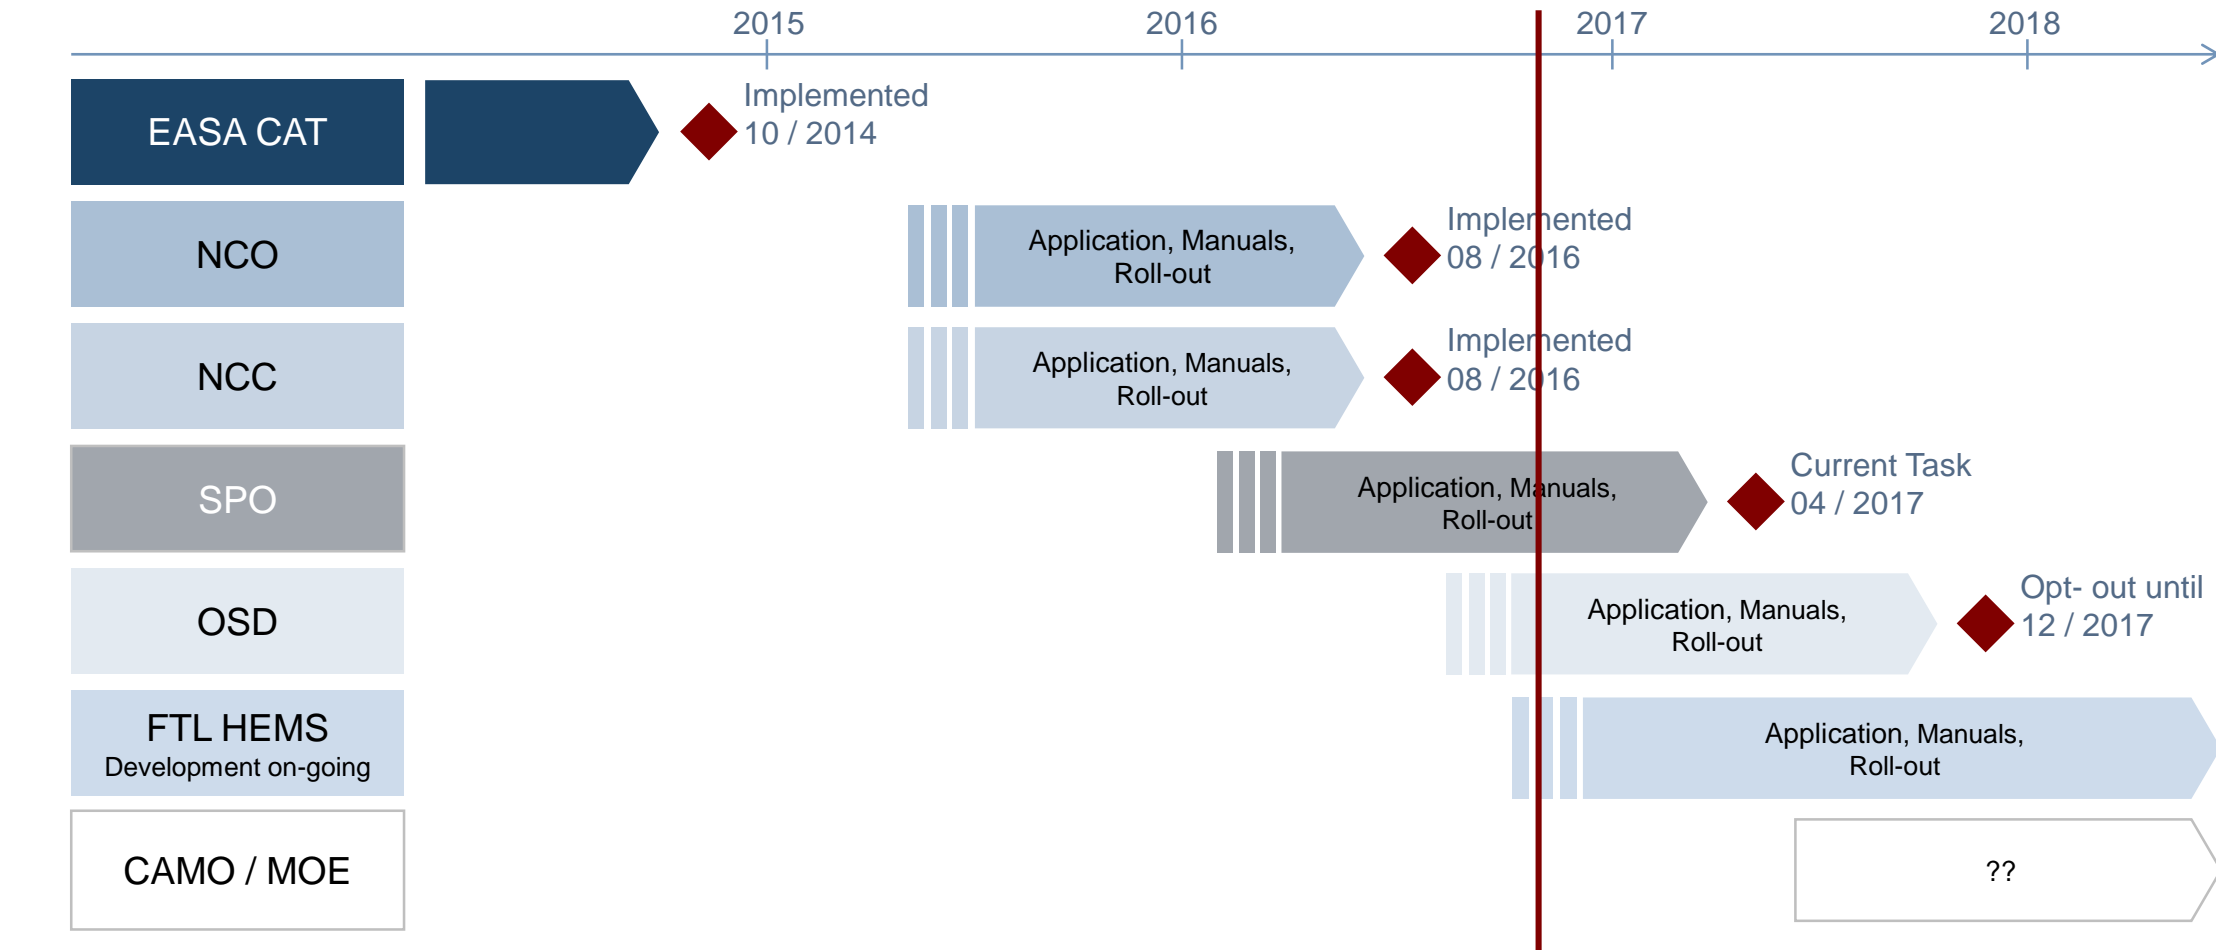 2015
2016
2017
2018
EASA CAT
Implemented
10 / 2014
NCO
Application, Manuals,
Roll-out
Implemented
08 / 2016
NCC
Application, Manuals,
Roll-out
Implemented
08 / 2016
SPO
Application, Manuals,
Roll-out
Current Task
04 / 2017
OSD
Application, Manuals,
Roll-out
Opt- out until
12 / 2017
FTL HEMS
Development on-going
Application, Manuals,
Roll-out
CAMO / MOE
??